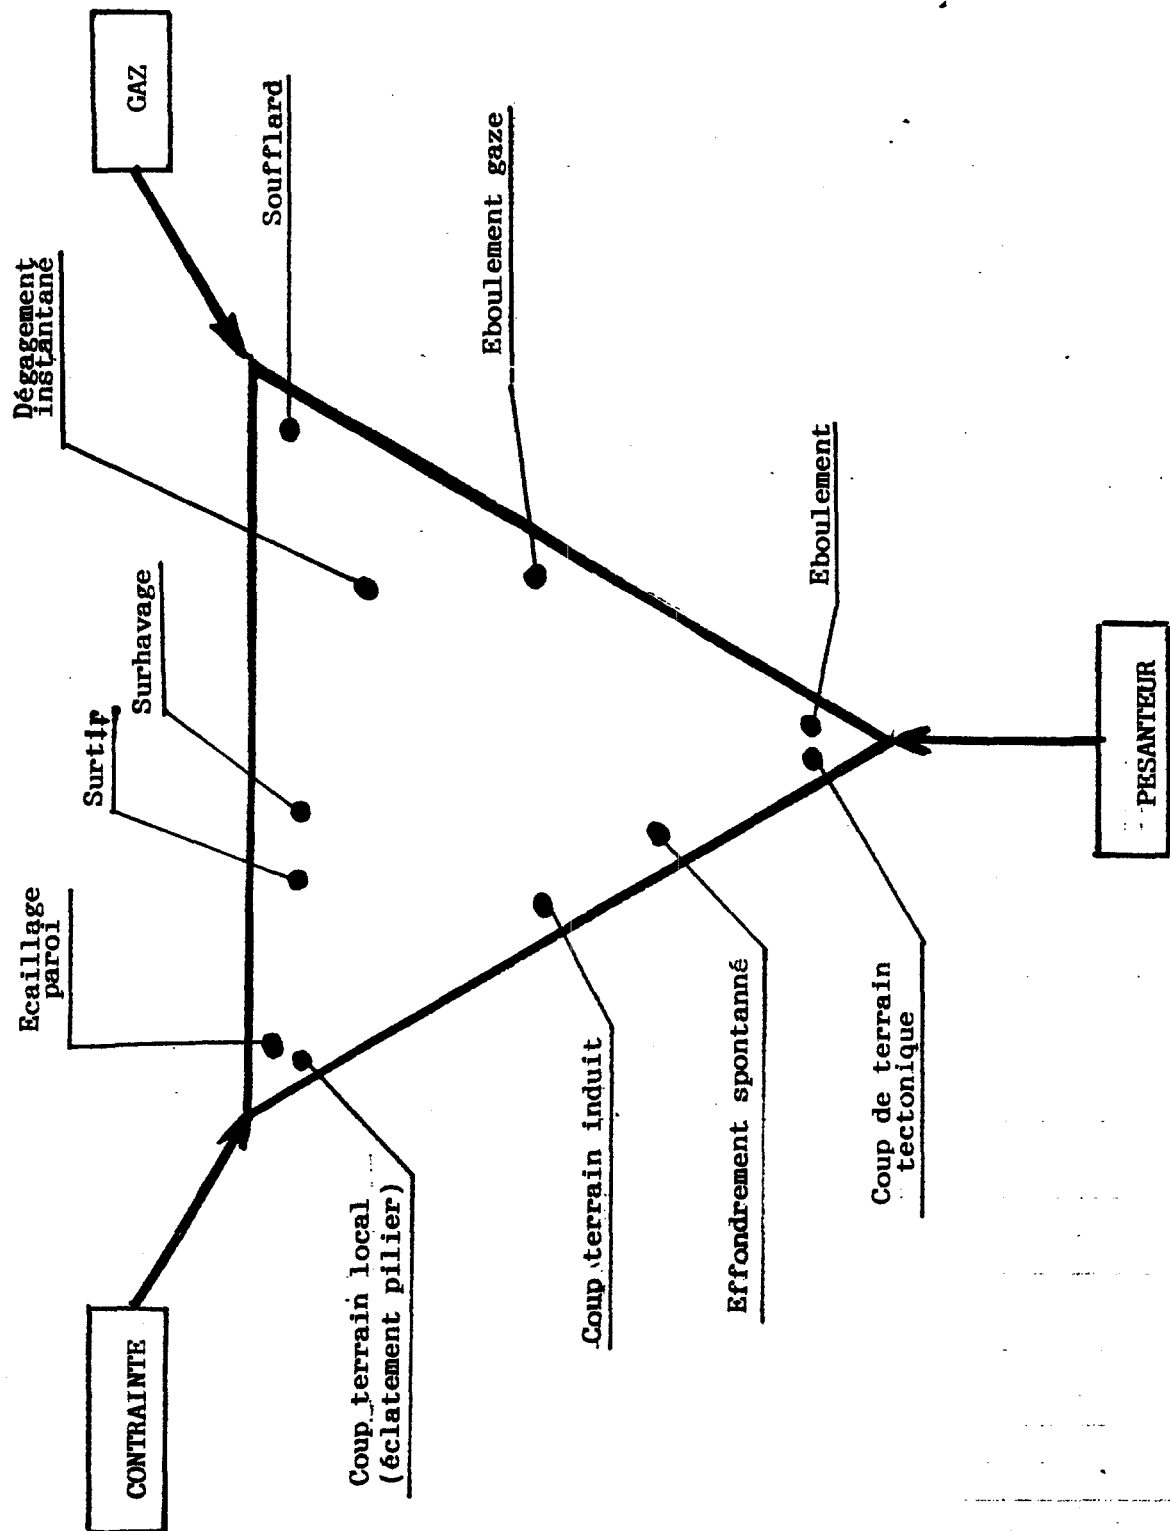 CONTRAINTE
GAZ
Ecaillage
paroi
Surtir
Surhavage
Dégagement
instantané
Soufflard
Coup terrain local
(éclatement pilier)
Eboulement gaze
Coup terrain induit
Effondrement spontanné
Eboulement
Coup de terrain
tectonique
PESANTEUR